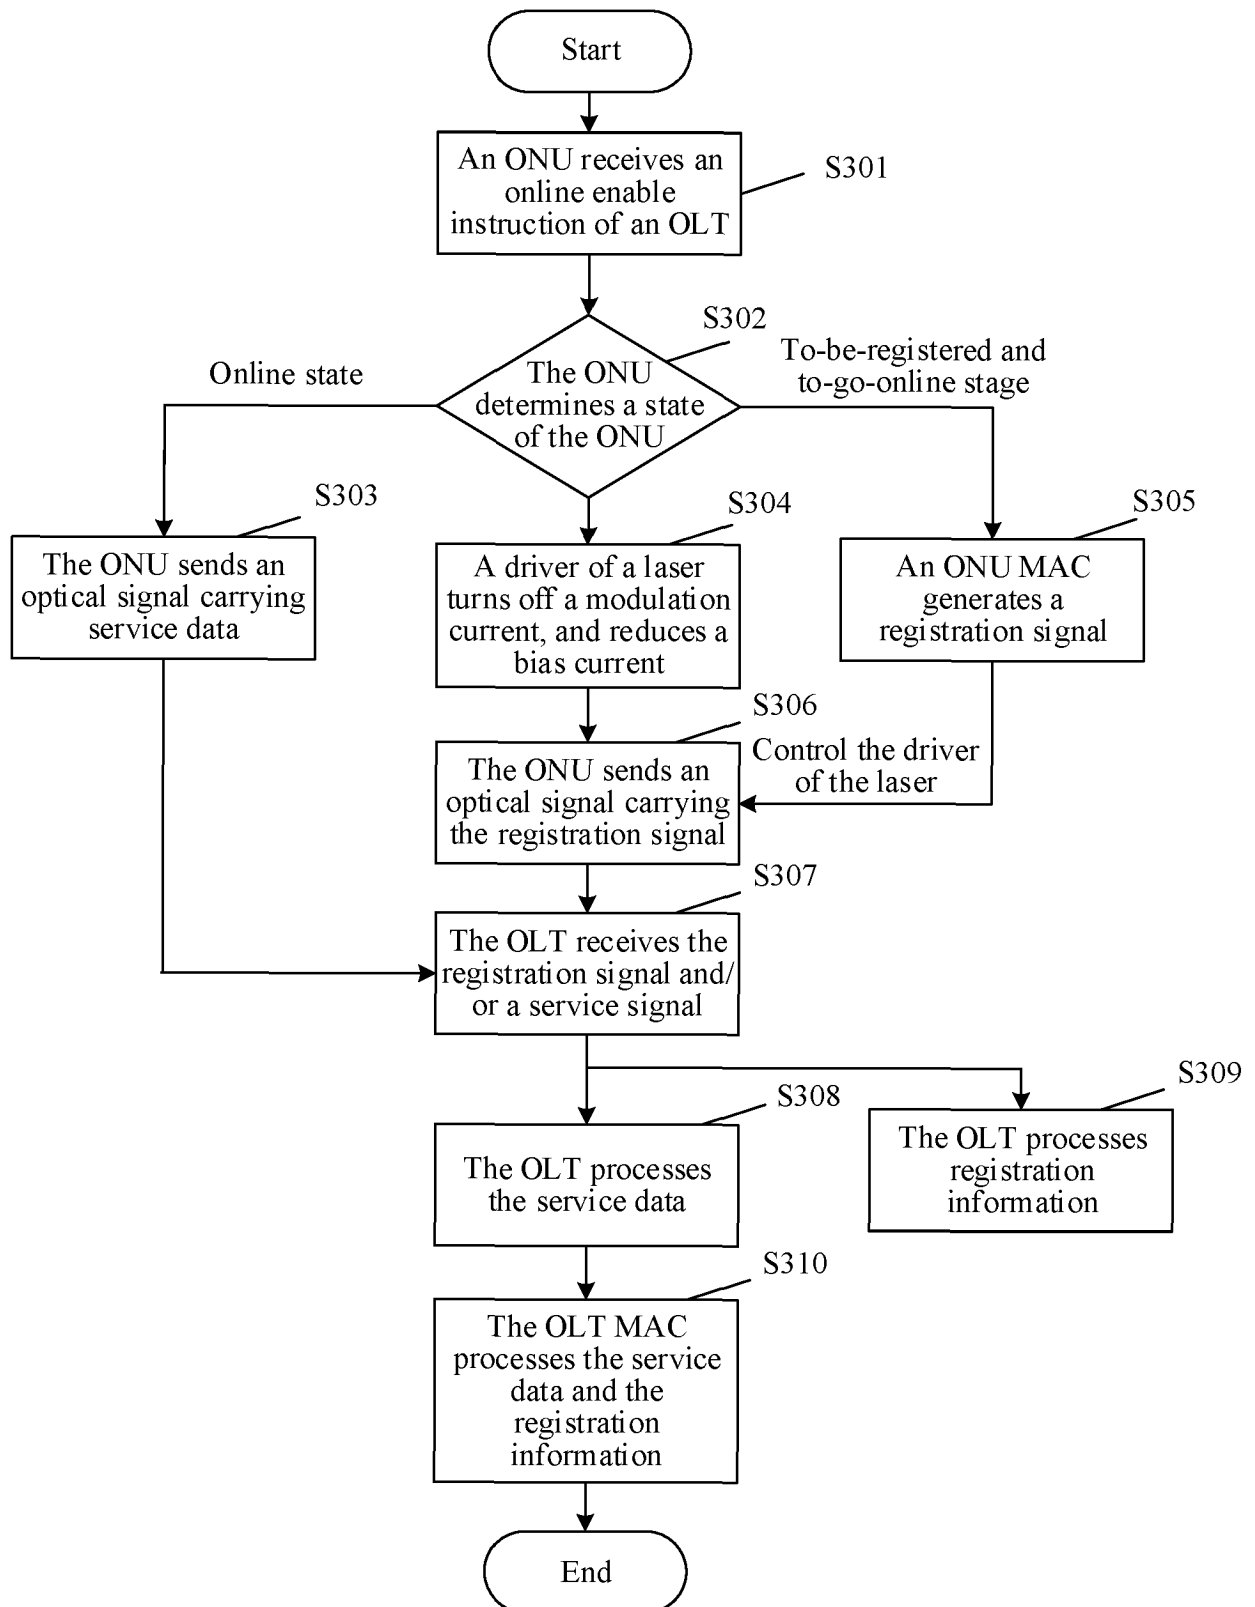 Start
An ONU receives an
online enable
instruction of an OLT
S301
S302
The ONU
determines a state
of the ONU
Online state
To-be-registered and
to-go-online stage
S303
The ONU sends an
optical signal carrying
service data
S304
A driver of a laser
turns off a modulation
current, and reduces a
bias current
S305
An ONU MAC
generates a
registration signal
S306
The ONU sends an
optical signal carrying
the registration signal
Control the driver
of the laser
S307
The OLT receives the
registration signal and/
or a service signal
S308
The OLT processes
the service data
S309
The OLT processes
registration
information
S310
The OLT MAC
processes the service
data and the
registration
information
End